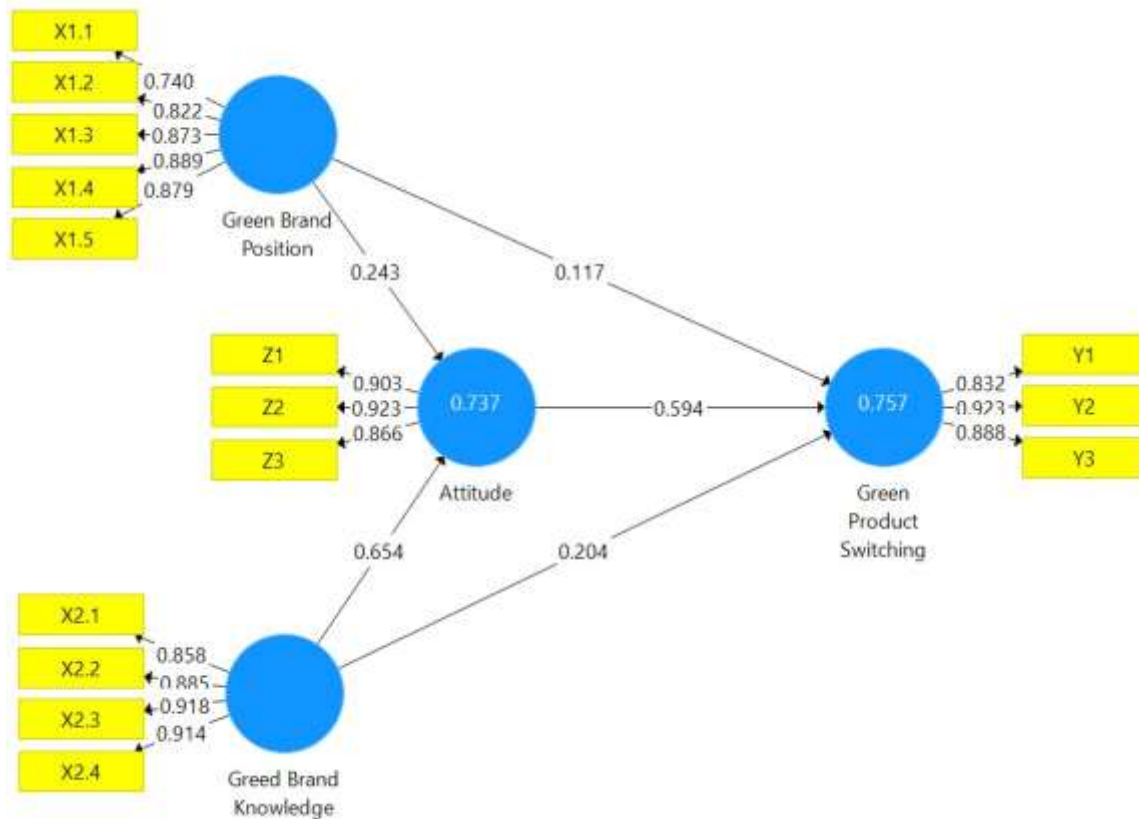 X1.1
X1.2
X1.3
X1.4
X1.5
0.740
0.822
0.873
0.889
0.879
Green Brand
Position
0.243
0.117
Z1
Z2
Z3
0.903
0.923
0.866
0.737
Attitude
0.594
0.757
Green
Product
Switching
0.832
0.923
0.888
Y1
Y2
Y3
0.654
0.204
X2.1
X2.2
X2.3
X2.4
0.858
0.885
0.918
0.914
Greed Brand
Knowledge